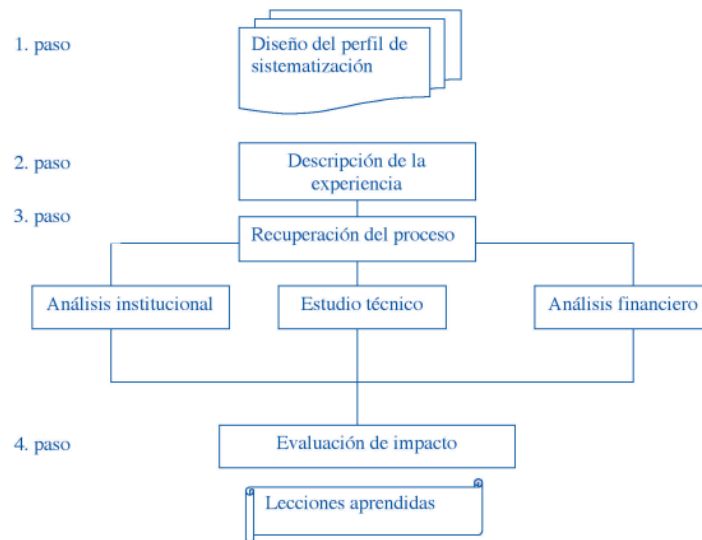 1. paso
Diseño del perfil de
sistematización
2. paso
Descripción de la
experiencia
3. paso
Recuperación del proceso
Análisis institucional
Estudio técnico
Análisis financiero
4. paso
Evaluación de impacto
Lecciones aprendidas